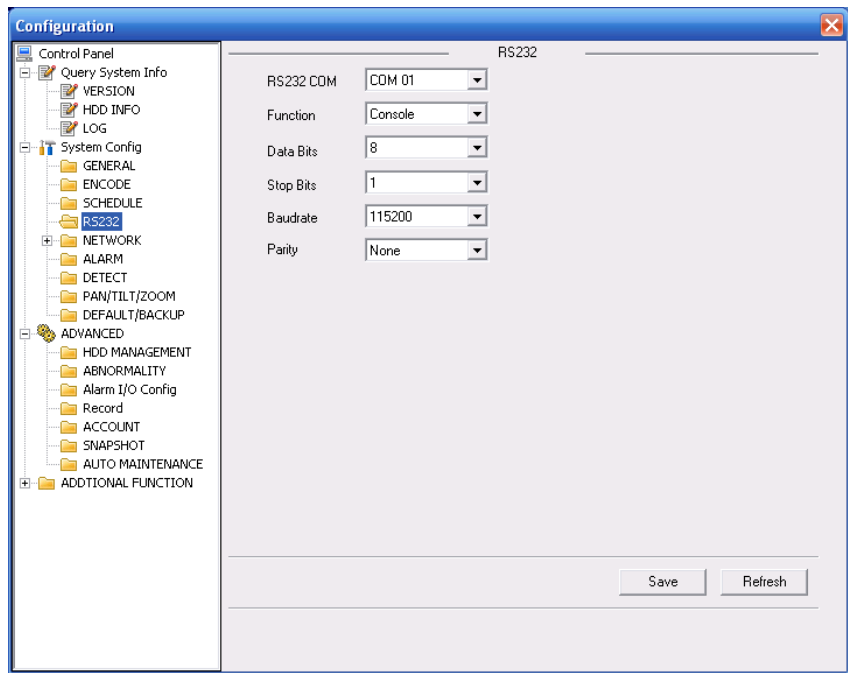 Configuration
Control Panel
Query System Info
VERSION
HDD INFO
LOG
System Config
GENERAL
ENCODE
SCHEDULE
RS232
NETWORK
ALARM
DETECT
PAN/TILT/ZOOM
DEFAULT/BACKUP
ADVANCED
HDD MANAGEMENT
ABNORMALITY
Alarm I/O Config
Record
ACCOUNT
SNAPSHOT
AUTO MAINTENANCE
ADDTIONAL FUNCTION
RS232
RS232 COM COM 01
Function Console
Data Bits 8
Stop Bits 1
Baudrate 115200
Parity None
Save Refresh